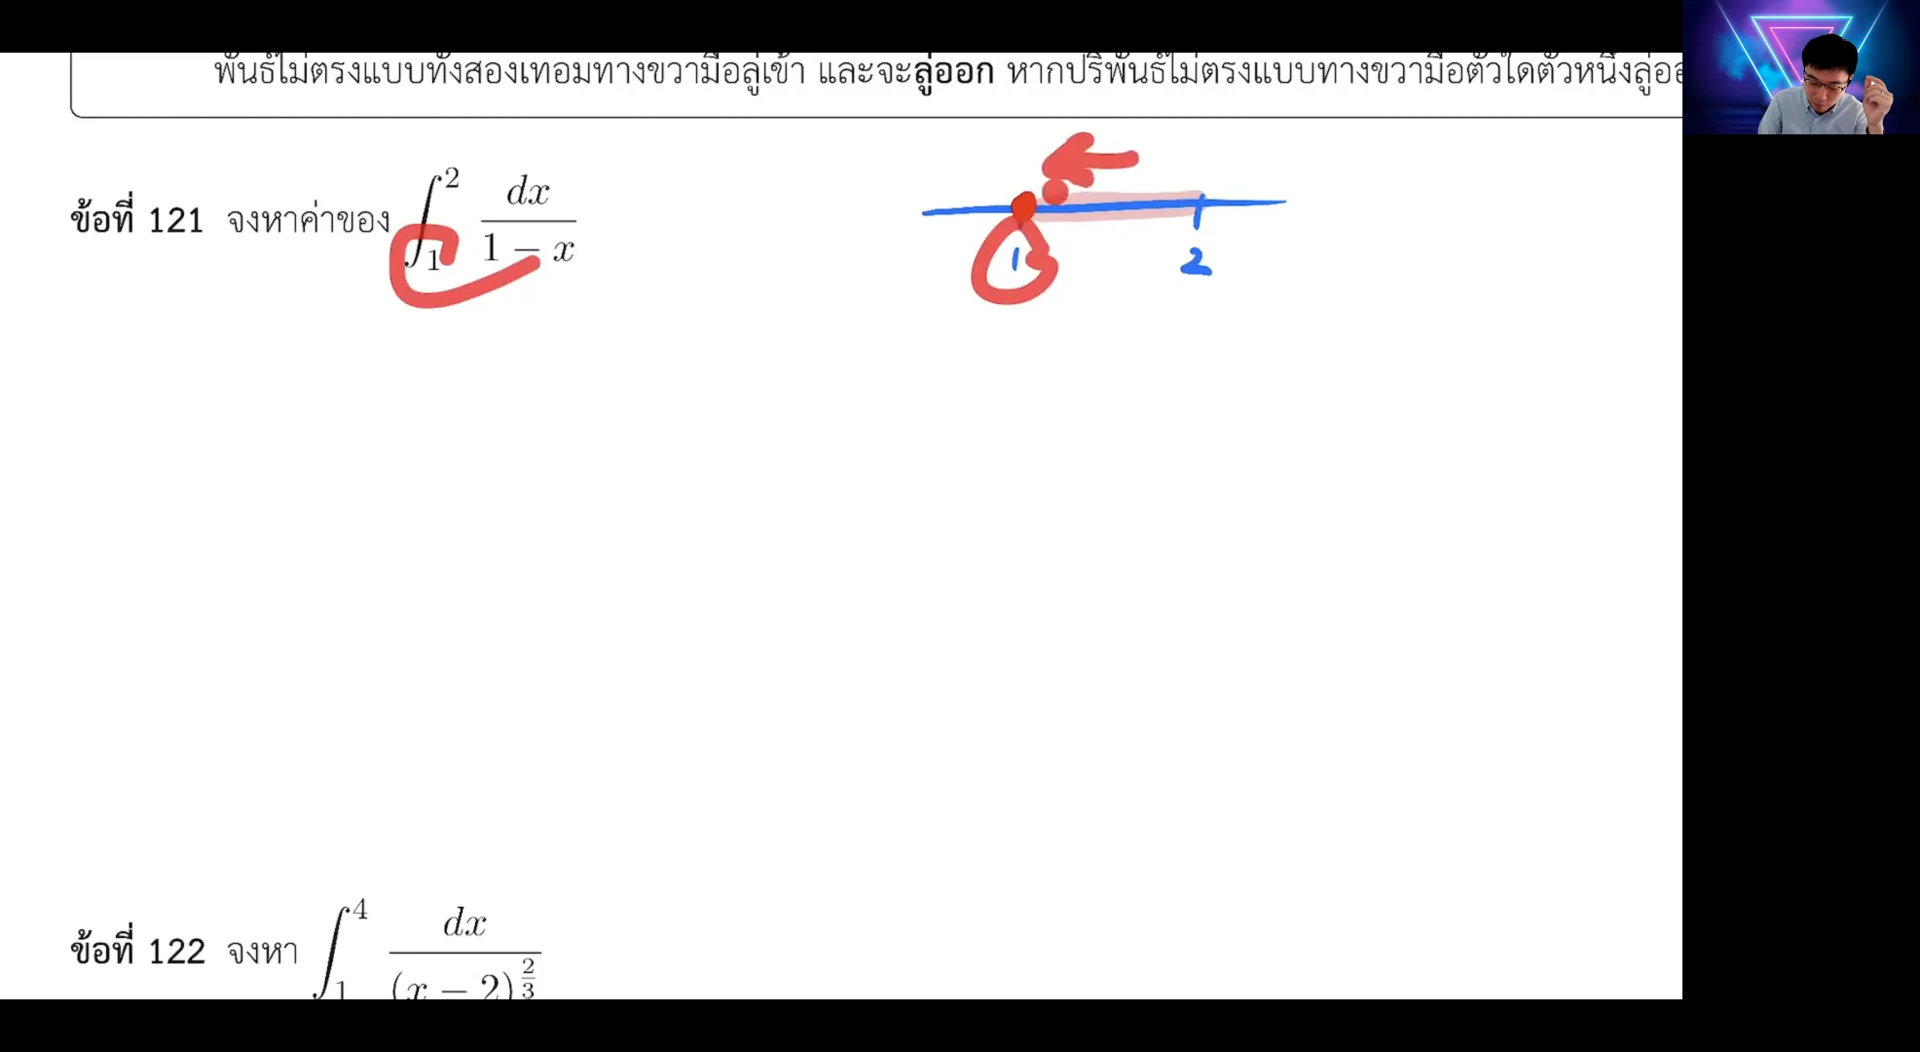 พันธ์ไม่ตรงแบบทั้งสองเทอมทางขวามือลู่เข้า และจะลู่ออก หากปริพันธ์ไม่ตรงแบบทางขวามือตัวใดตัวหนึ่ง
ข้อที่ 121 จงหาค่าของ ∫_1^2 dx/(1 − x)
1 2
ข้อที่ 122 จงหา ∫_1^4 dx/(x − 2)^{2/3}